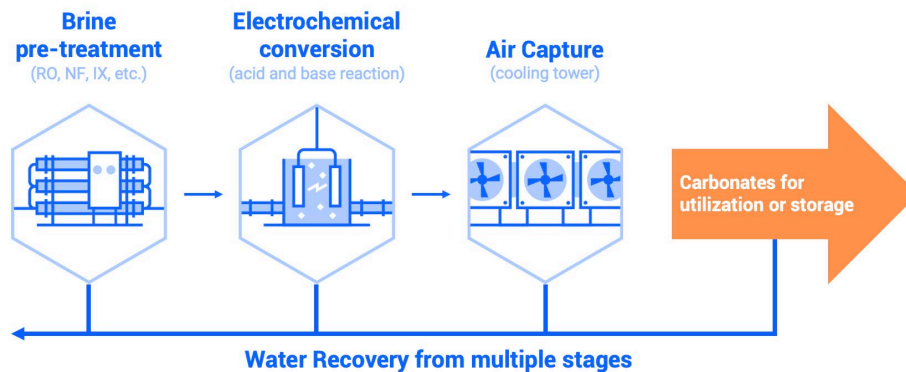 Brine
pre-treatment
(RO, NF, IX, etc.)
Electrochemical
conversion
(acid and base reaction)
Air Capture
(cooling tower)
Carbonates for
utilization or storage
Water Recovery from multiple stages